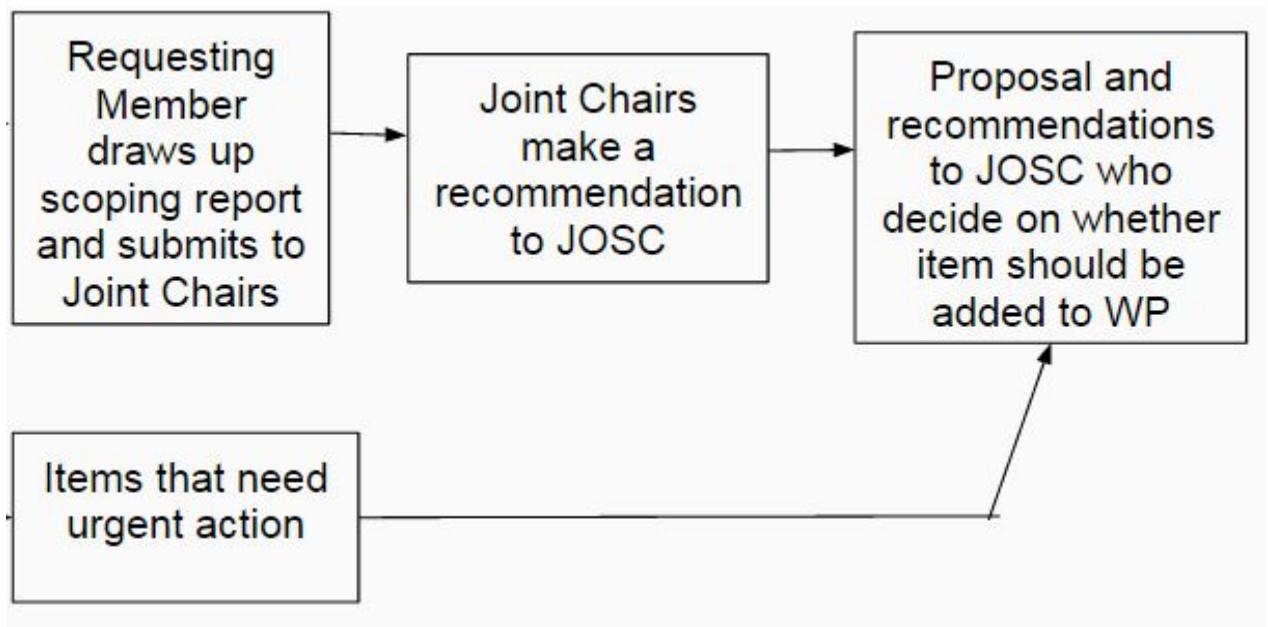 Requesting
Member
draws up
scoping report
and submits to
Joint Chairs
Joint Chairs
make a
recommendation
to JOSC
Proposal and
recommendations
to JOSC who
decide on whether
item should be
added to WP
Items that need
urgent action